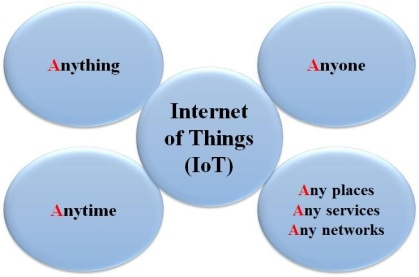 Anything
Anyone
Internet
of Things
(IoT)
Anytime
Any places
Any services
Any networks